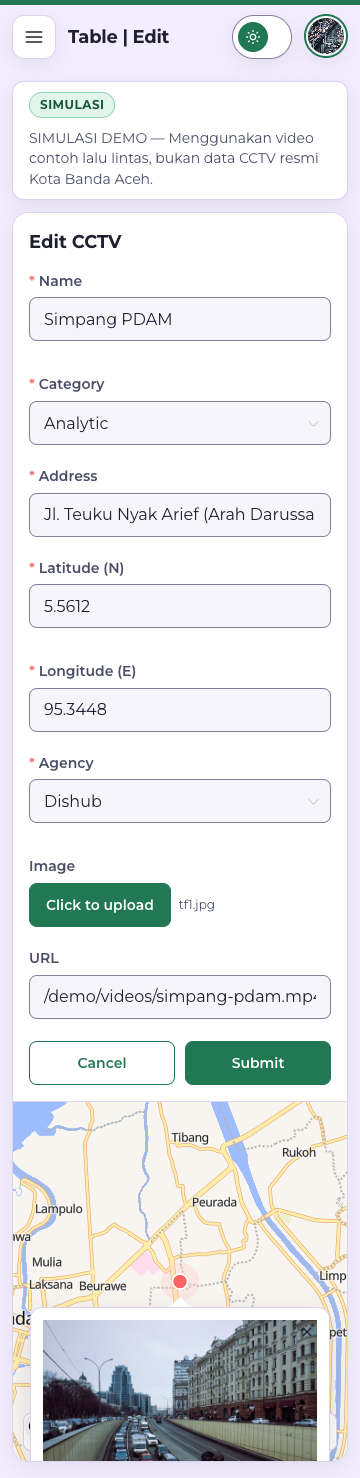 Table | Edit
SIMULASI
SIMULASI DEMO — Menggunakan video
contoh lalu lintas, bukan data CCTV resmi
Kota Banda Aceh.
Edit CCTV
* Name
Simpang PDAM
* Category
Analytic
* Address
Jl. Teuku Nyak Arief (Arah Darussa
* Latitude (N)
5.5612
* Longitude (E)
95.3448
* Agency
Dishub
Image
Click to upload tf1.jpg
URL
/demo/videos/simpang-pdam.mp4
Cancel Submit
Tibang
Rukoh
Peurada
Lampulo
Mulia
Laksana Beurawe
Limp